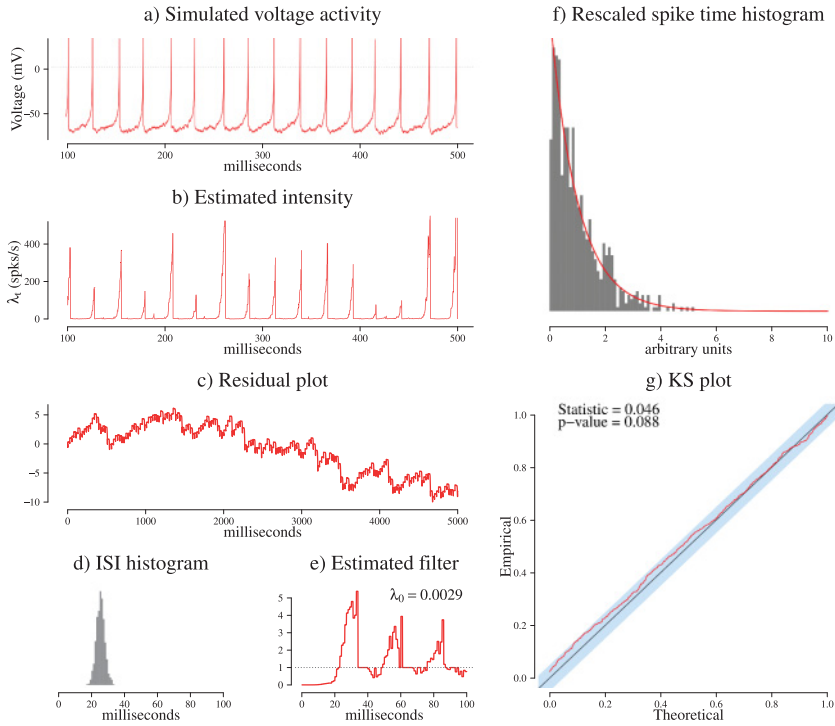 a) Simulated voltage activity
Voltage (mV)
0
−50
100 200 300 400 500
milliseconds
b) Estimated intensity
λt (spks/s)
400
200
0
100 200 300 400 500
milliseconds
c) Residual plot
5
0
−5
−10
0 1000 2000 3000 4000 5000
milliseconds
d) ISI histogram
0 20 40 60 80 100
milliseconds
e) Estimated filter
λ0 = 0.0029
5
4
3
2
1
0
0 20 40 60 80 100
milliseconds
f) Rescaled spike time histogram
0 2 4 6 8 10
arbitrary units
g) KS plot
Statistic = 0.046
p−value = 0.088
Empirical
1.0
0.8
0.6
0.4
0.2
0.0
0.0 0.2 0.4 0.6 0.8 1.0
Theoretical